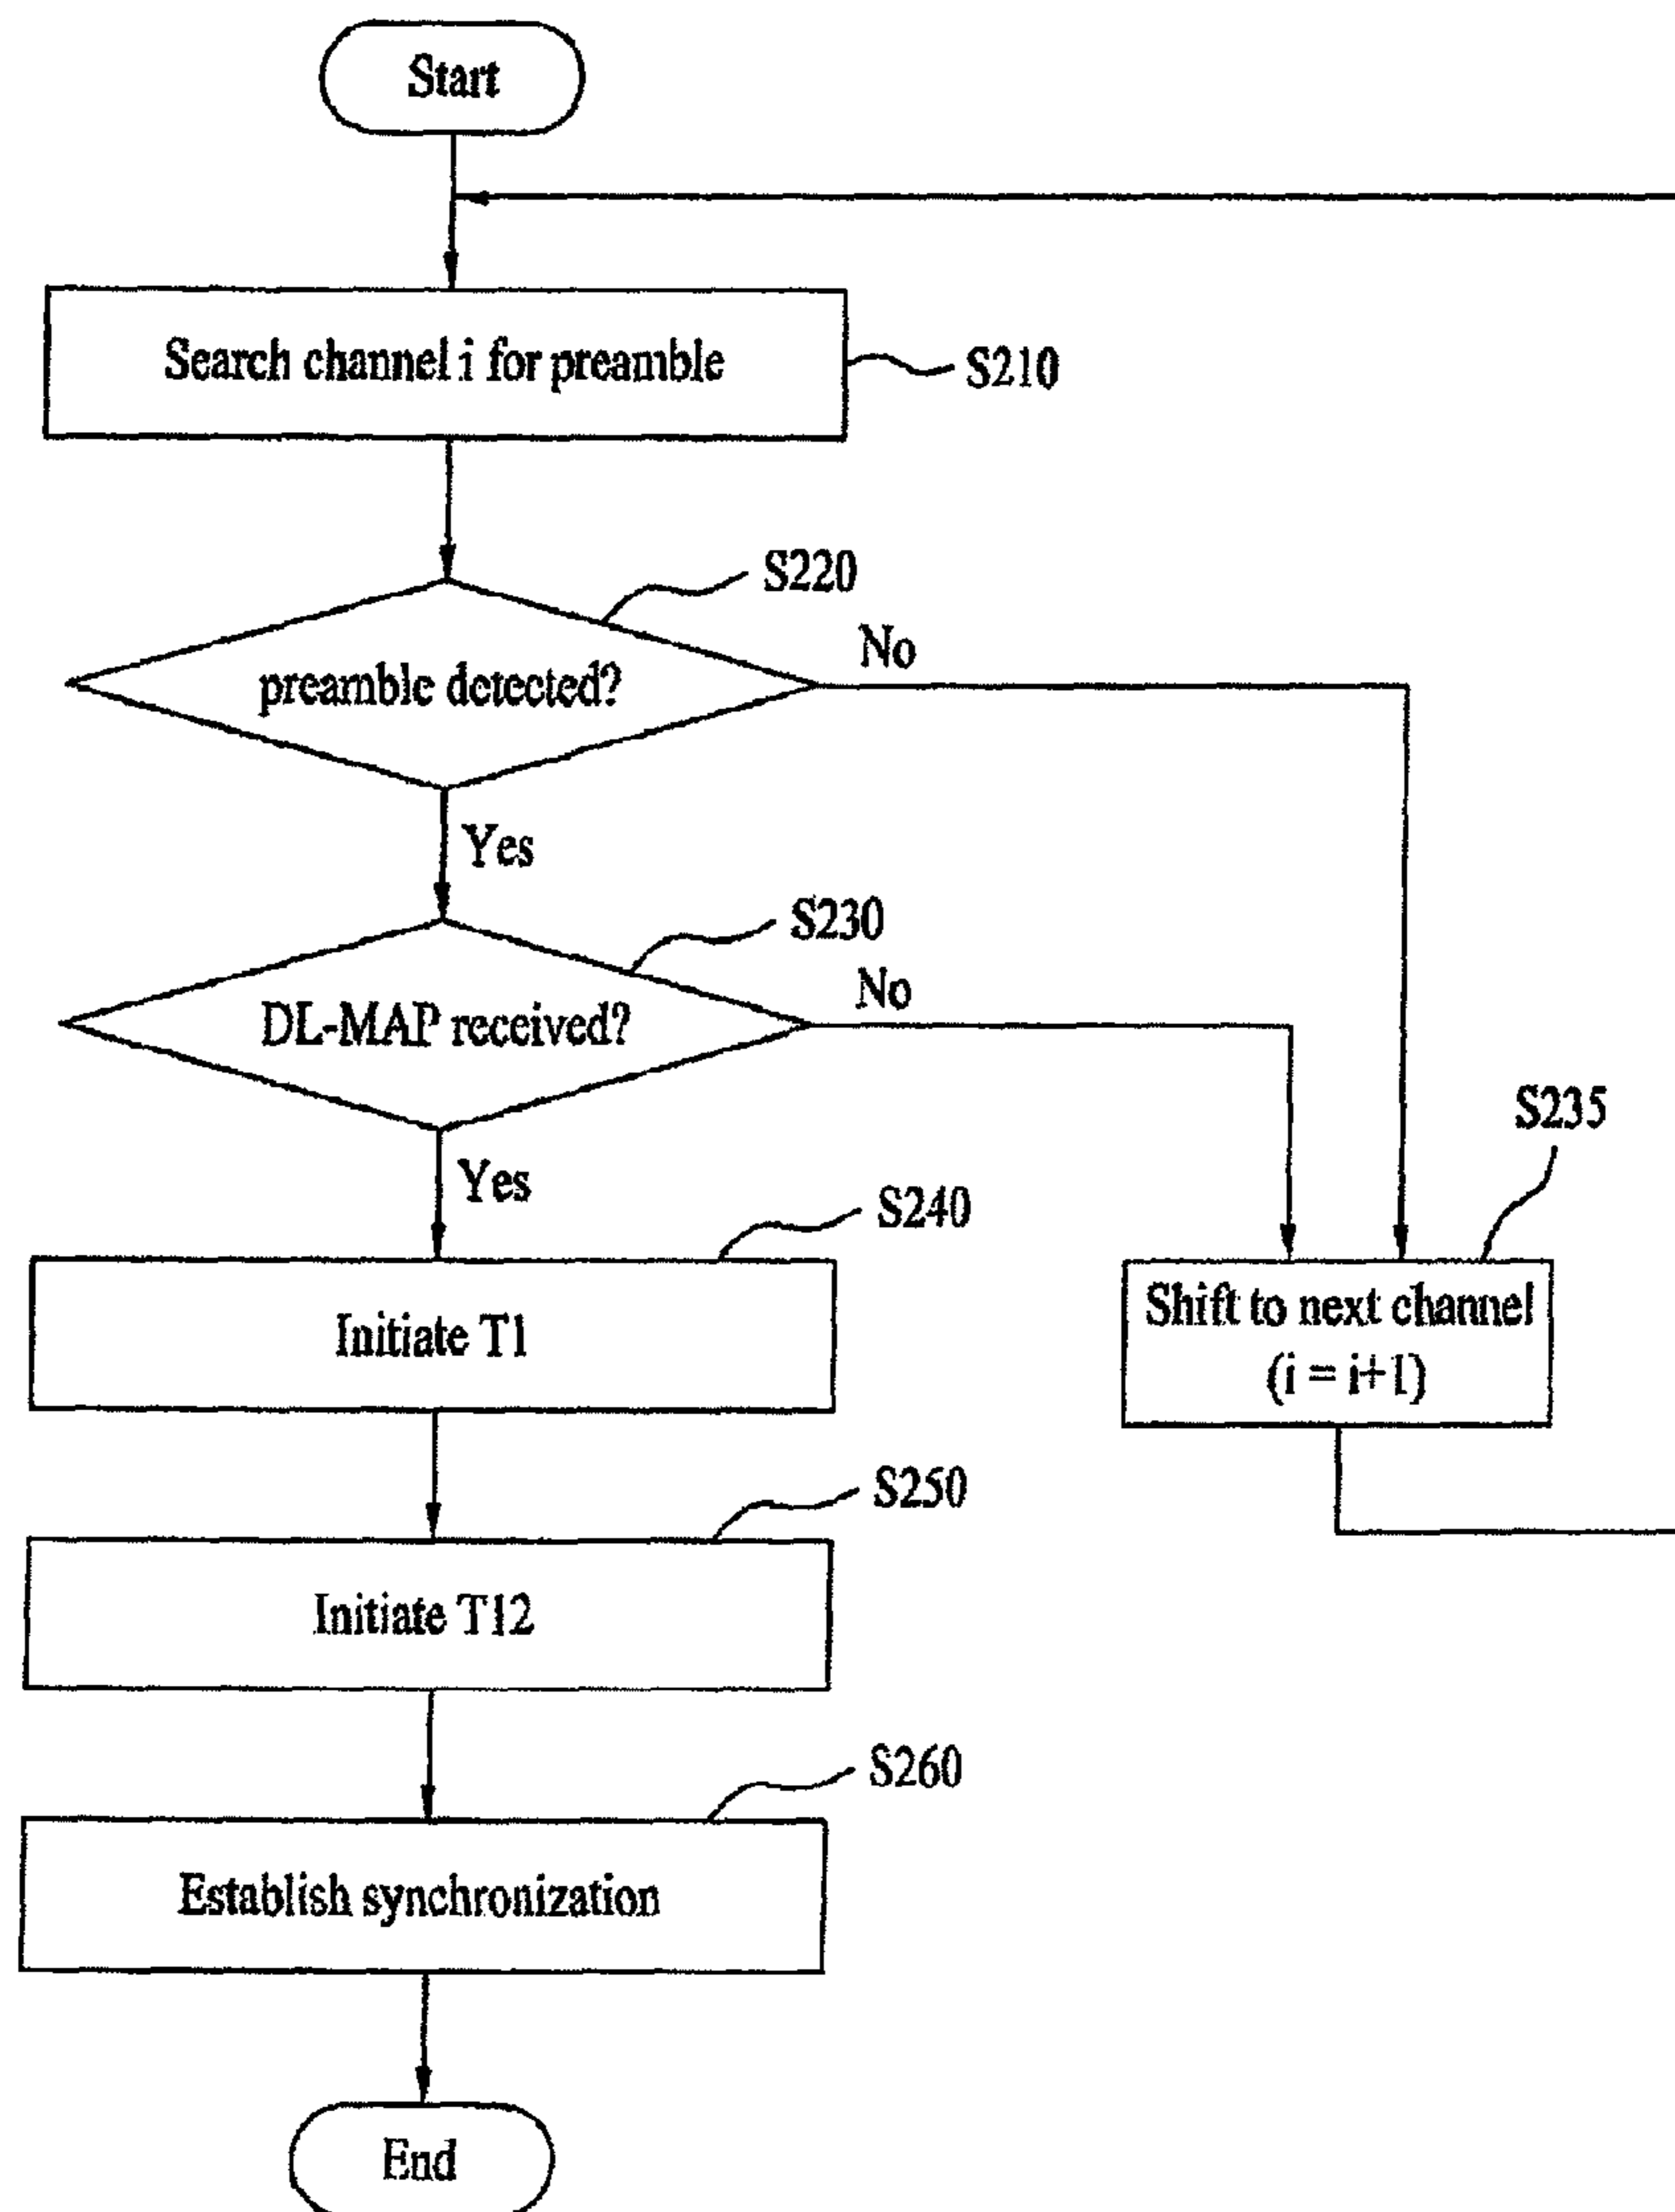 Start
Search channel i for preamble
S210
S220
preamble detected?
No
Yes
S230
DL-MAP received?
No
Yes
S235
S240
Initiate T1
Shift to next channel
(i = i+1)
S250
Initiate T12
S260
Establish synchronization
End